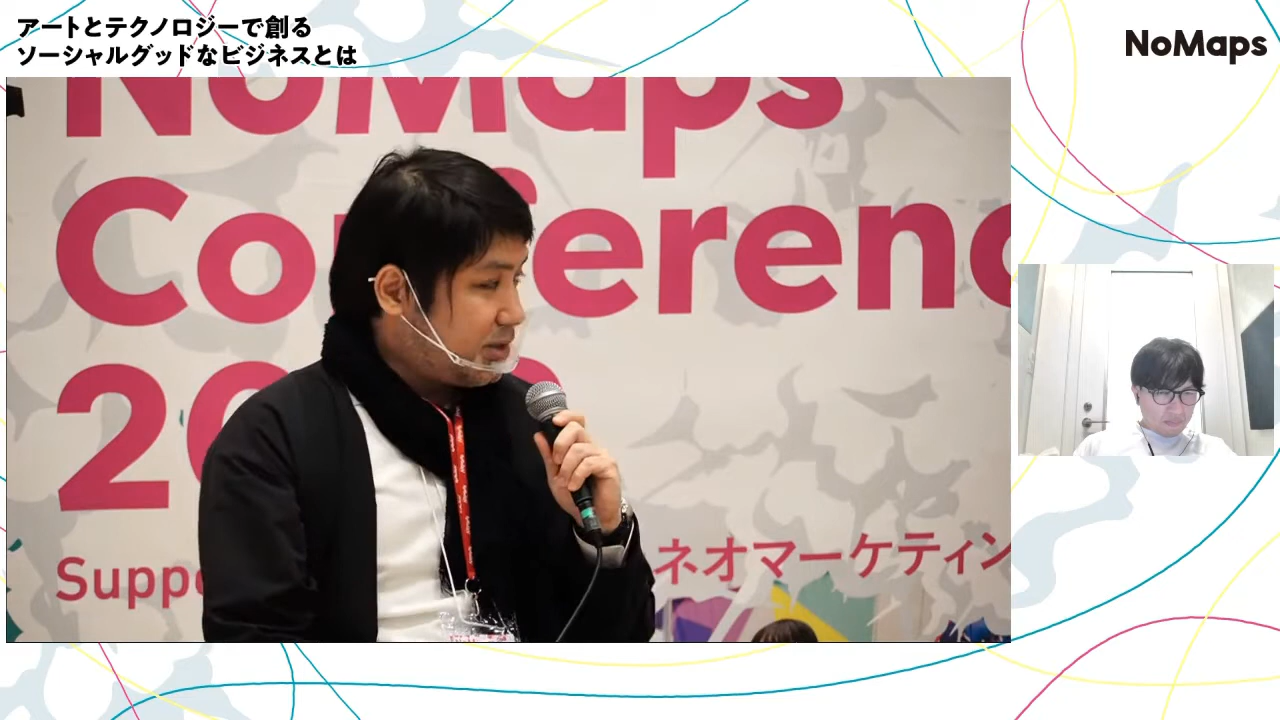 アートとテクノロジーで創る
ソーシャルグッドなビジネスとは
NoMaps
NoMaps
Conferenc
20
Suppo
ネオマーケティン